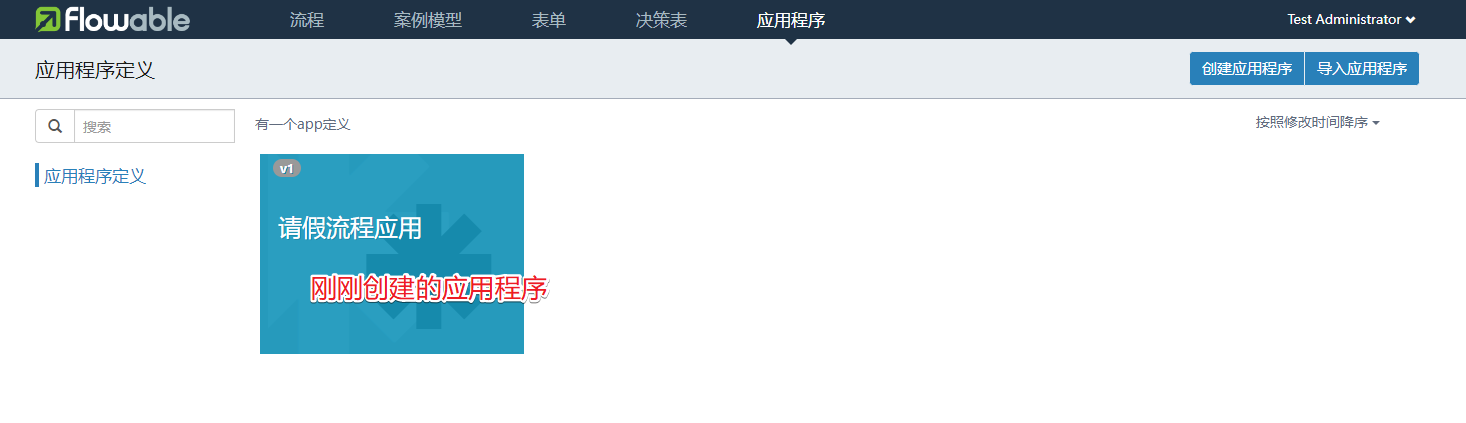 flowable 流程 案例模型 表单 决策表 应用程序 Test Administrator
应用程序定义 创建应用程序 导入应用程序
搜索 有一个app定义 按照修改时间降序
v1
应用程序定义
请假流程应用
刚刚创建的应用程序